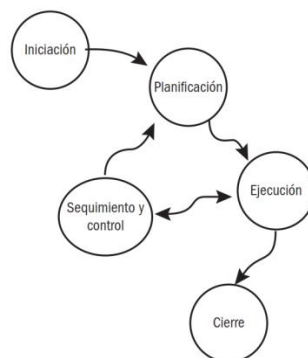 Iniciación
Planificación
Sequimiento y
control
Ejecución
Cierre